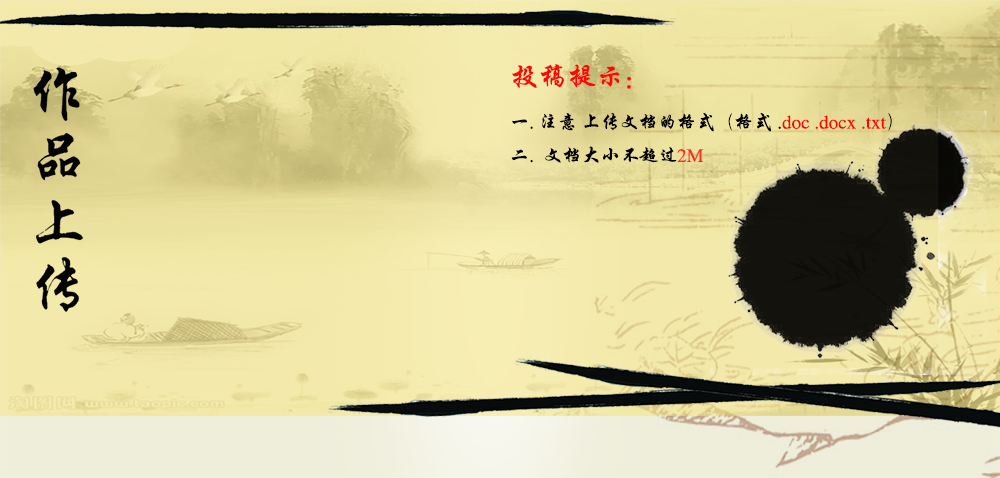 作品上传
投稿提示：
一. 注意上传文档的格式（格式 .doc .docx .txt）
二. 文档大小不超过2M